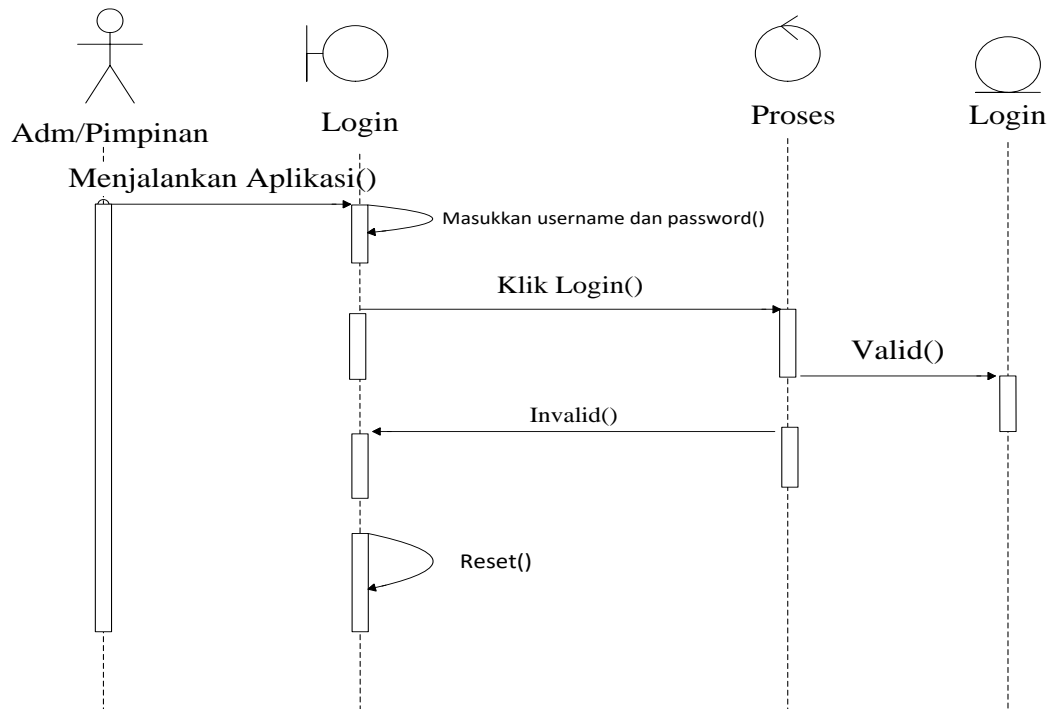 Adm/Pimpinan
Login
Proses
Login
Menjalankan Aplikasi()
Masukkan username dan password()
Klik Login()
Valid()
Invalid()
Reset()